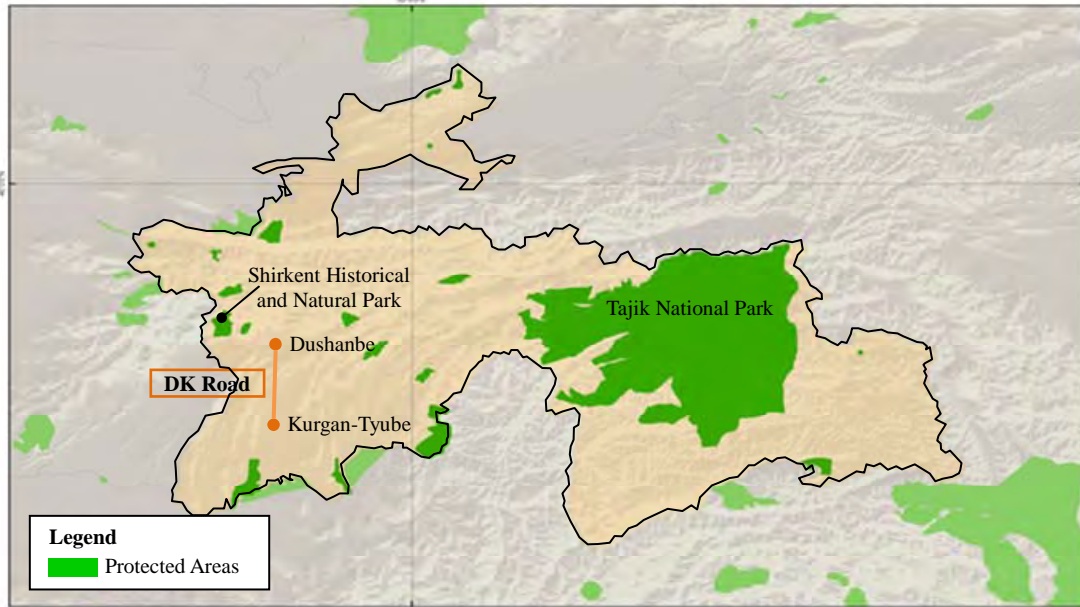 Shirkent Historical
and Natural Park
Tajik National Park
Dushanbe
DK Road
Kurgan-Tyube
Legend
Protected Areas